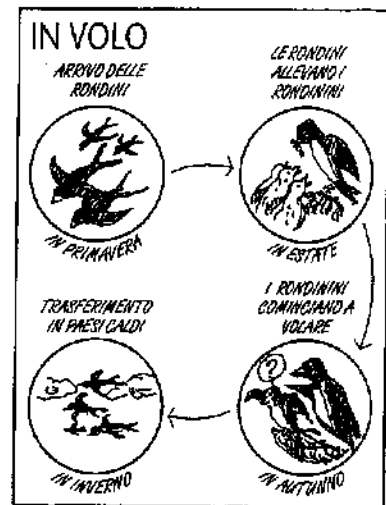 IN VOLO
ARRIVO DELLE
RONDINI
IN PRIMAVERA
LE RONDINI
ALLEVANO I
RONDININI
IN ESTATE
I RONDININI
COMINCIANO A
VOLARE
?
IN AUTUNNO
TRASFERIMENTO
IN PAESI CALDI
IN INVERNO